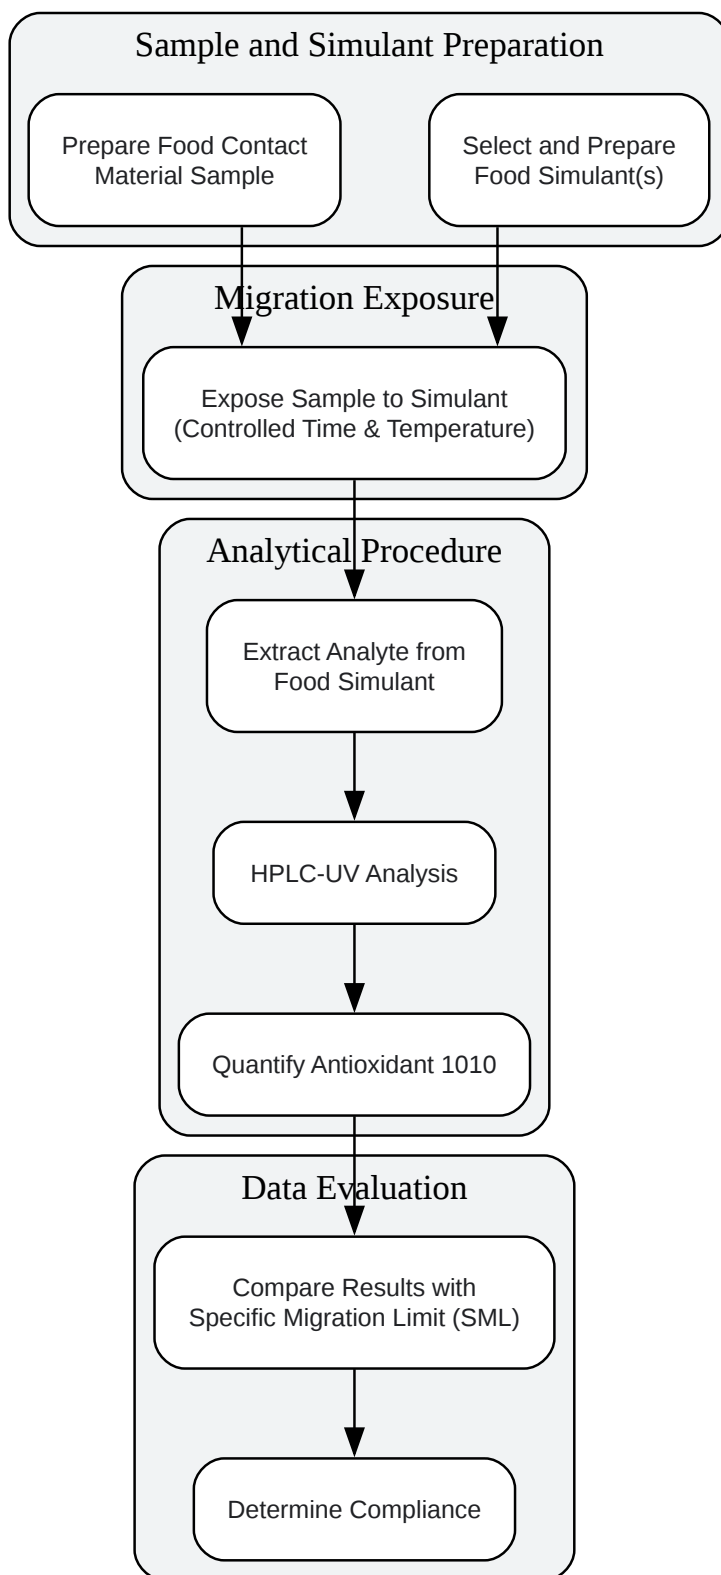 Sample and Simulant Preparation
Prepare Food Contact
Material Sample
Select and Prepare
Food Simulant(s)
Migration Exposure
Expose Sample to Simulant
(Controlled Time & Temperature)
Analytical Procedure
Extract Analyte from
Food Simulant
HPLC-UV Analysis
Quantify Antioxidant 1010
Data Evaluation
Compare Results with
Specific Migration Limit (SML)
Determine Compliance